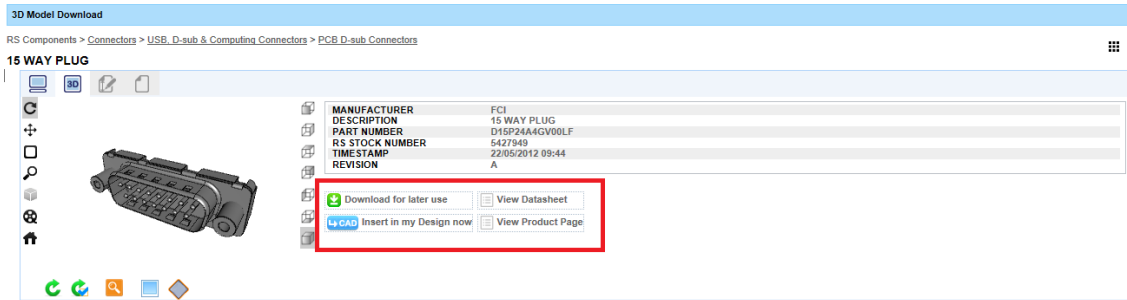 3D Model Download
RS Components > Connectors > USB, D-sub & Computing Connectors > PCB D-sub Connectors
15 WAY PLUG
3D
MANUFACTURER FCI
DESCRIPTION 15 WAY PLUG
PART NUMBER D15P24A4GV00LF
RS STOCK NUMBER 5427949
TIMESTAMP 22/05/2012 09:44
REVISION A
Download for later use View Datasheet
CAD Insert in my Design now View Product Page